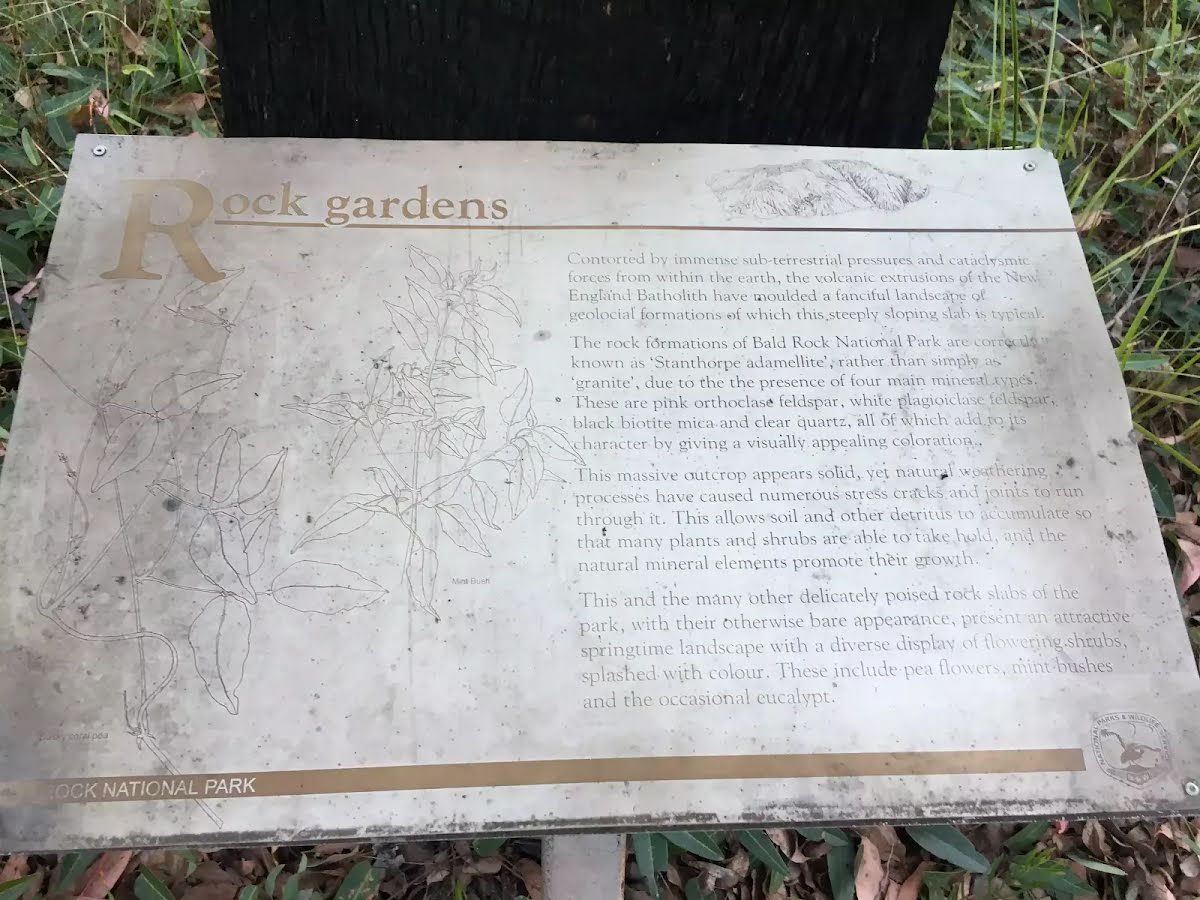 Rock gardens
Contorted by immense sub-terrestrial pressures and cataclysmic
forces from within the earth, the volcanic extrusions of the New
England Batholith have moulded a fanciful landscape of
geolocial formations of which this steeply sloping slab is typical.
The rock formations of Bald Rock National Park are correctly
known as 'Stanthorpe adamellite', rather than simply as
'granite', due to the the presence of four main mineral types.
These are pink orthoclase feldspar, white plagioiclase feldspar,
black biotite mica and clear quartz, all of which add to its
character by giving a visually appealing coloration.
This massive outcrop appears solid, yet natural weathering
processes have caused numerous stress cracks and joints to run
through it. This allows soil and other detritus to accumulate so
that many plants and shrubs are able to take hold, and the
natural mineral elements promote their growth.
This and the many other delicately poised rock slabs of the
park, with their otherwise bare appearance, present an attractive
springtime landscape with a diverse display of flowering shrubs,
splashed with colour. These include pea flowers, mint bushes
and the occasional eucalypt.
Mint Bush
Dusky coral pea
ROCK NATIONAL PARK
NATIONAL PARKS & WILDLIFE